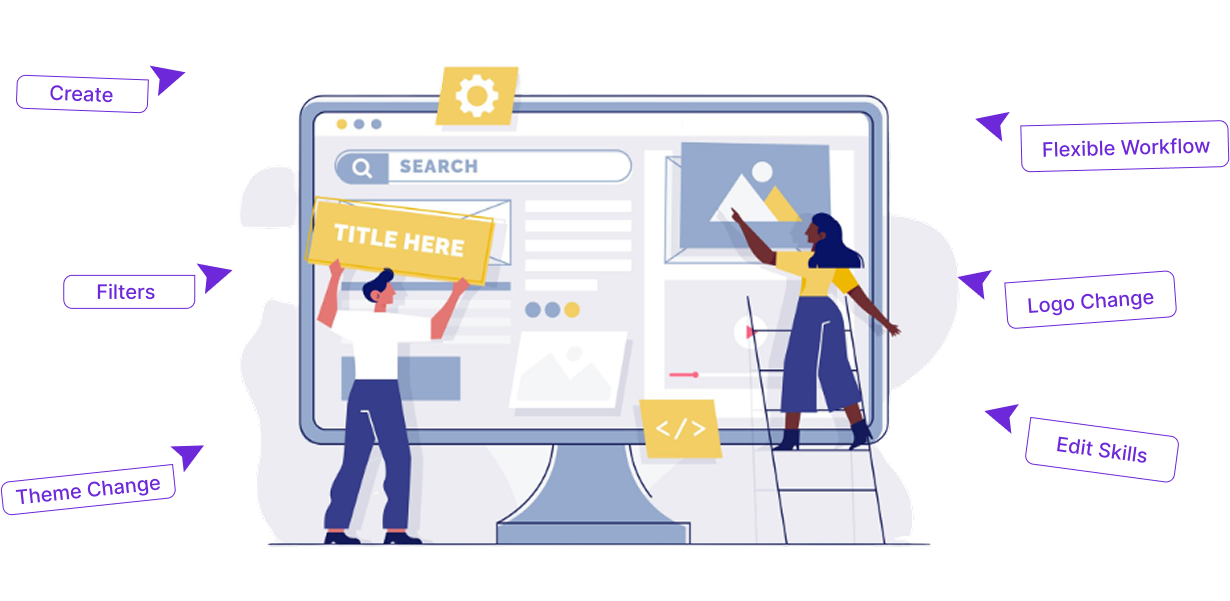 Create
Flexible Workflow
SEARCH
TITLE HERE
Filters
Logo Change
</>
Theme Change
Edit Skills